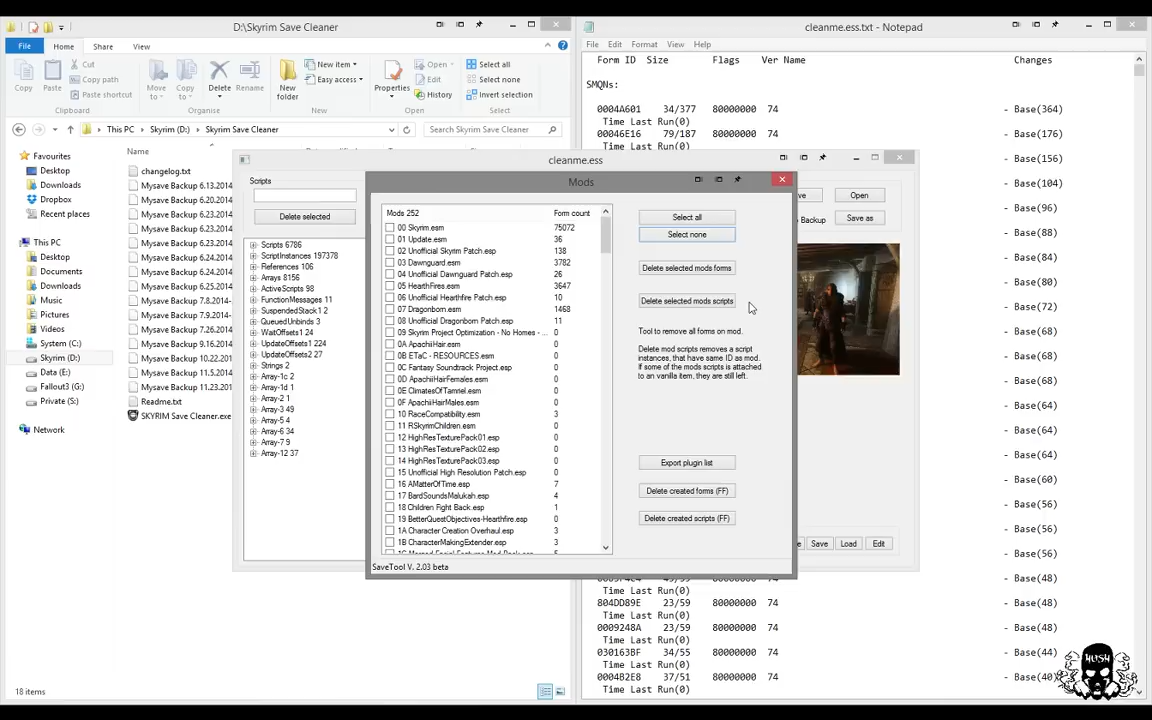 D:\Skyrim Save Cleaner
File Home Share View
Copy
Paste
Cut
Copy path
Paste shortcut
Clipboard
Move to
Copy to
Delete
Rename
Organise
New folder
New item
Easy access
New
Properties
Open
Edit
History
Open
Select all
Select none
Invert selection
Select
This PC
Skyrim (D:)
Skyrim Save Cleaner
Search Skyrim Save Cleaner
Favourites
Desktop
Downloads
Dropbox
Recent places
This PC
Desktop
Documents
Downloads
Music
Pictures
Videos
System (C:)
Skyrim (D:)
Data (E:)
Fallout3 (G:)
Private (S:)
Network
Name
changelog.txt
Mysave Backup 6.13.2014
Mysave Backup 6.20.2014
Mysave Backup 6.23.2014
Mysave Backup 6.23.2014
Mysave Backup 6.23.2014
Mysave Backup 6.24.2014
Mysave Backup 6.24.2014
Mysave Backup 6.28.2014
Mysave Backup 6.28.2014
Mysave Backup 7.8.2014-
Mysave Backup 7.9.2014-
Mysave Backup 7.26.2014
Mysave Backup 9.16.2014
Mysave Backup 10.22.201
Mysave Backup 11.5.2014
Mysave Backup 11.23.201
Readme.txt
SKYRIM Save Cleaner.exe
18 items
cleanme.ess
Scripts
Delete selected
Scripts 6786
ScriptInstances 197378
References 106
Arrays 8156
ActiveScripts 98
FunctionMessages 11
SuspendedStack1 2
QueuedUnbinds 3
WaitOffsets1 24
UpdateOffsets1 224
UpdateOffsets2 27
Strings 2
Array-1c 2
Array-1d 1
Array-2 1
Array-3 49
Array-5 4
Array-6 34
Array-7 9
Array-12 37
Open
Backup
Save as
Save
Load
Edit
Mods
Mods 252 Form count
00 Skyrim.esm 75072
01 Update.esm 36
02 Unofficial Skyrim Patch.esp 138
03 Dawnguard.esm 3782
04 Unofficial Dawnguard Patch.esp 26
05 HearthFires.esm 3647
06 Unofficial Hearthfire Patch.esp 10
07 Dragonborn.esm 1468
08 Unofficial Dragonborn Patch.esp 11
09 Skyrim Project Optimization - No Homes - ... 0
0A ApachiiHair.esm 0
0B ETaC - RESOURCES.esm 0
0C Fantasy Soundtrack Project.esp 0
0D ApachiiHairFemales.esm 0
0E ClimatesOfTamriel.esm 0
0F ApachiiHairMales.esm 0
10 RaceCompatibility.esm 3
11 RSkyrimChildren.esm 0
12 HighResTexturePack01.esp 0
13 HighResTexturePack02.esp 0
14 HighResTexturePack03.esp 0
15 Unofficial High Resolution Patch.esp 0
16 AMatterOfTime.esp 7
17 BardSoundsMalukah.esp 4
18 Children Fight Back.esp 1
19 BetterQuestObjectives-Hearthfire.esp 0
1A Character Creation Overhaul.esp 3
1B CharacterMakingExtender.esp 3
Select all
Select none
Delete selected mods forms
Delete selected mods scripts
Tool to remove all forms on mod.
Delete mod scripts removes a script
instances, that have same ID as mod.
If some of the mods scripts is attached
to an vanilla item, they are still left.
Export plugin list
Delete created forms (FF)
Delete created scripts (FF)
SaveTool V. 2.03 beta
cleanme.ess.txt - Notepad
File Edit Format View Help
Form ID Size Flags Ver Name Changes
SMQNs:
0004A601 34/377 80000000 74 - Base(364)
Time Last Run(0)
00046E16 79/187 80000000 74 - Base(176)
Time Last Run(0)
- Base(156)
- Base(104)
- Base(96)
- Base(88)
- Base(84)
- Base(80)
- Base(72)
- Base(68)
- Base(68)
- Base(68)
- Base(64)
- Base(64)
- Base(64)
- Base(60)
- Base(56)
- Base(56)
- Base(56)
- Base(48)
Time Last Run(0)
804DD89E 23/59 80000000 74 - Base(48)
Time Last Run(0)
0009248A 23/59 80000000 74 - Base(48)
Time Last Run(0)
030163BF 34/55 80000000 74 - Base(44)
Time Last Run(0)
0004B2E8 37/51 80000000 74 - Base(40)
Time Last Run(0)
HUSH